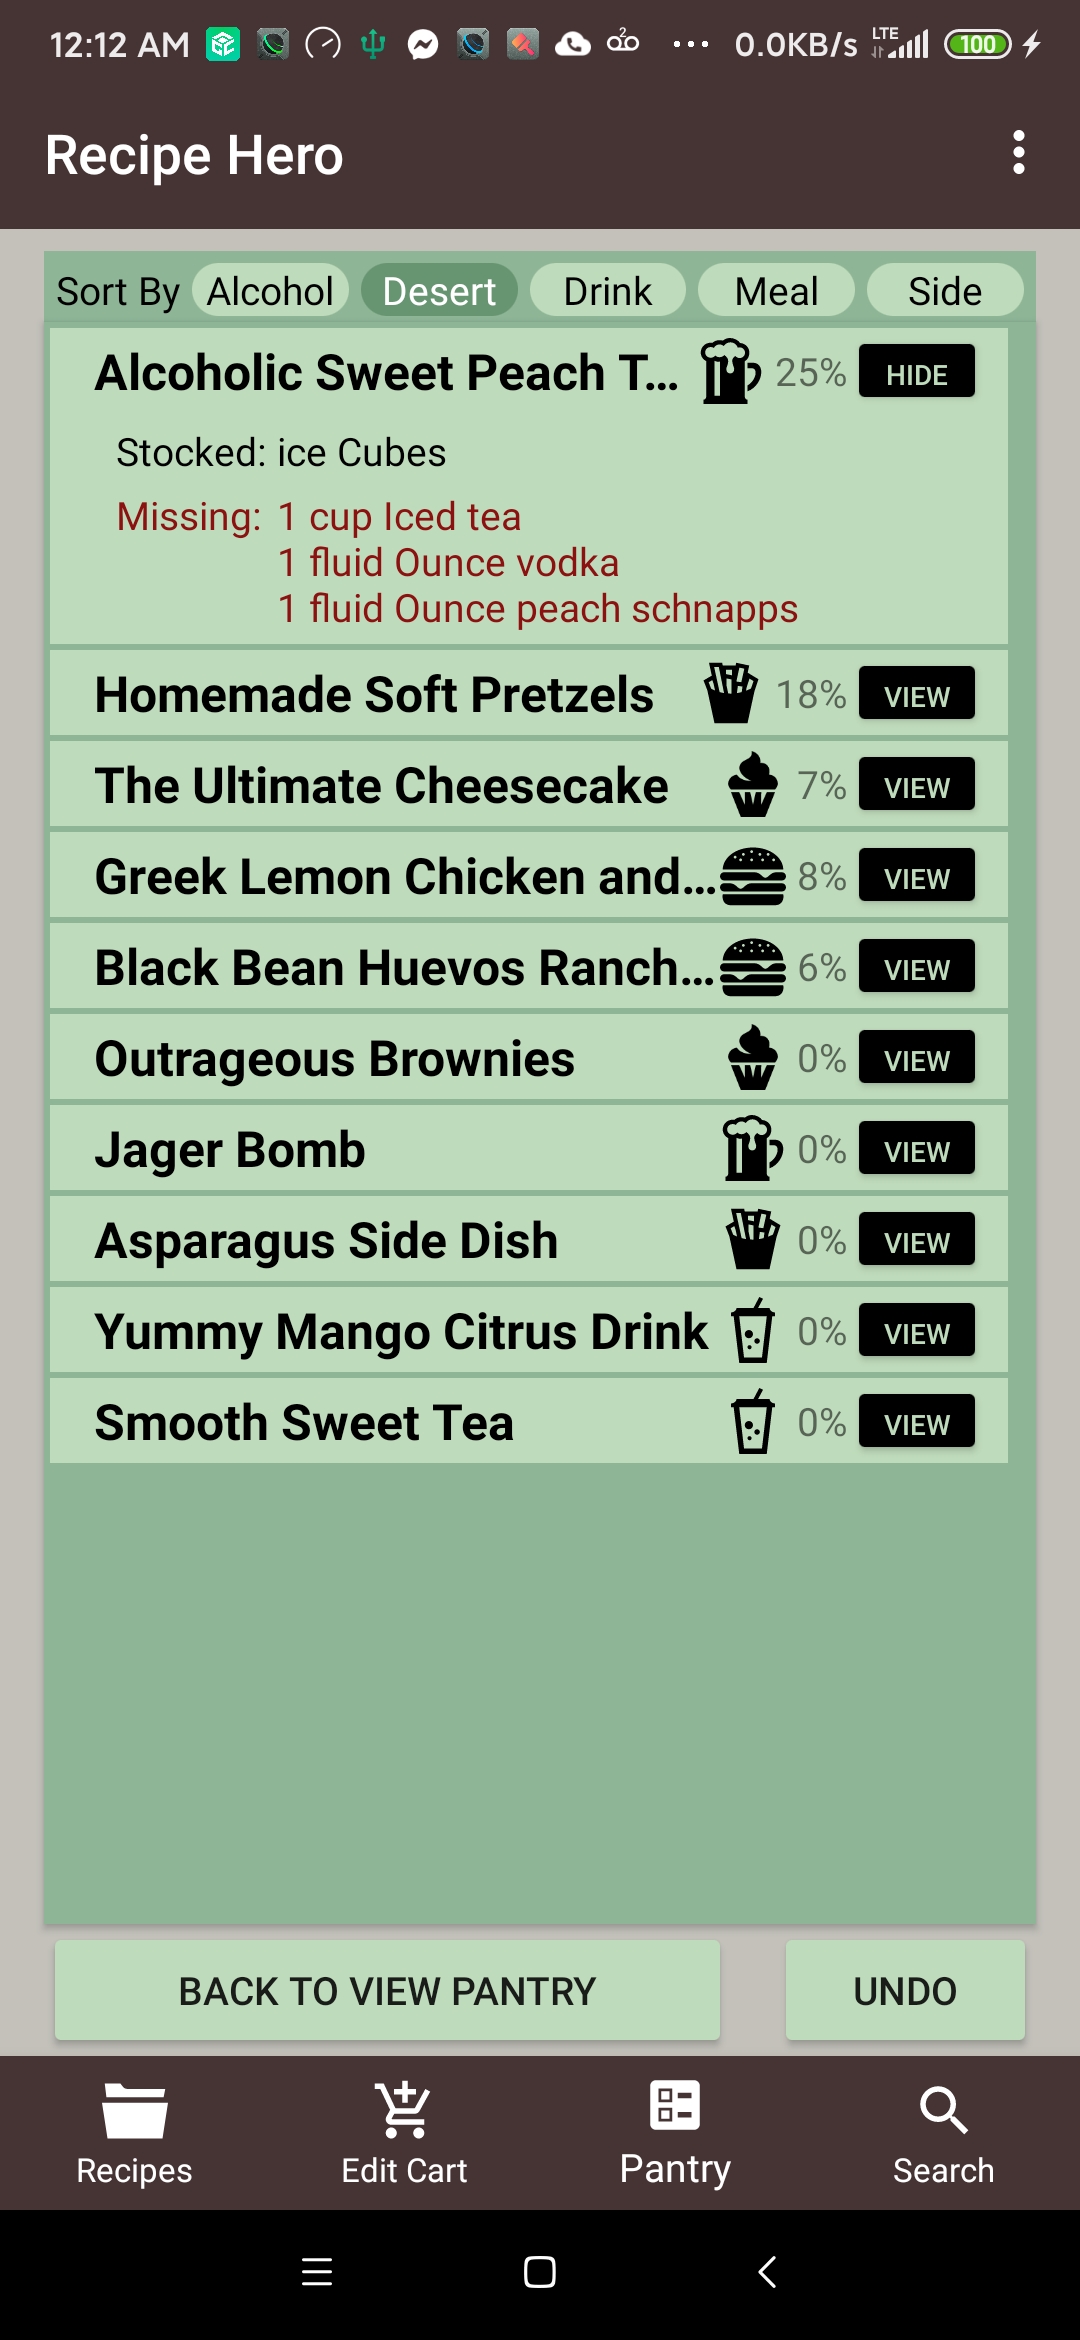 12:12 AM 2 ... 0.0KB/s LTE 100
Recipe Hero
Sort By Alcohol Desert Drink Meal Side
Alcoholic Sweet Peach T... 25% HIDE
Stocked: ice Cubes
Missing: 1 cup Iced tea
1 fluid Ounce vodka
1 fluid Ounce peach schnapps
Homemade Soft Pretzels 18% VIEW
The Ultimate Cheesecake 7% VIEW
Greek Lemon Chicken and... 8% VIEW
Black Bean Huevos Ranch... 6% VIEW
Outrageous Brownies 0% VIEW
Jager Bomb 0% VIEW
Asparagus Side Dish 0% VIEW
Yummy Mango Citrus Drink 0% VIEW
Smooth Sweet Tea 0% VIEW
BACK TO VIEW PANTRY UNDO
Recipes Edit Cart Pantry Search